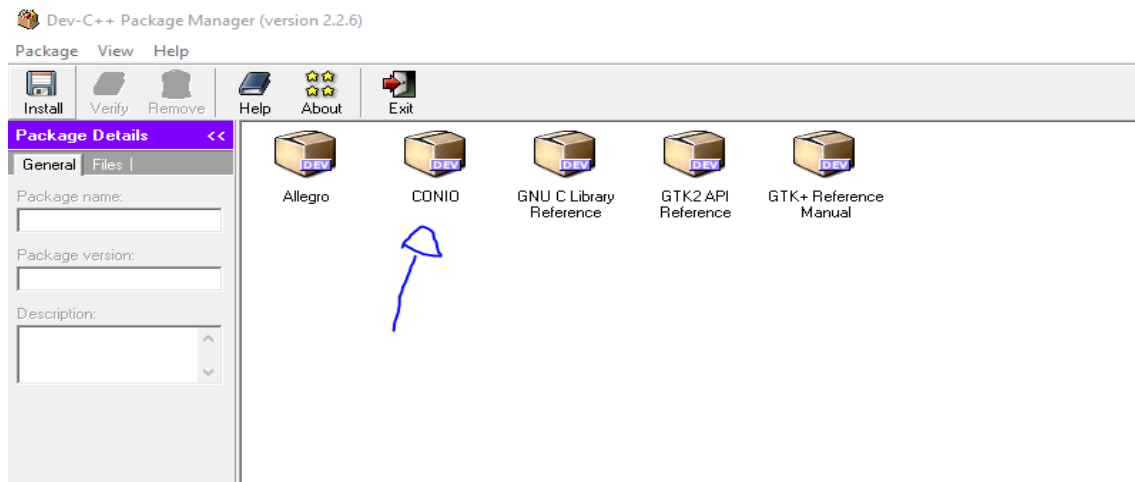 Dev-C++ Package Manager (version 2.2.6)
Package View Help
Install Verify Remove Help About Exit
Package Details <<
General Files
Package name:
Package version:
Description:
DEV DEV DEV DEV DEV
Allegro CONIO GNU C Library Reference GTK2 API Reference GTK+ Reference Manual